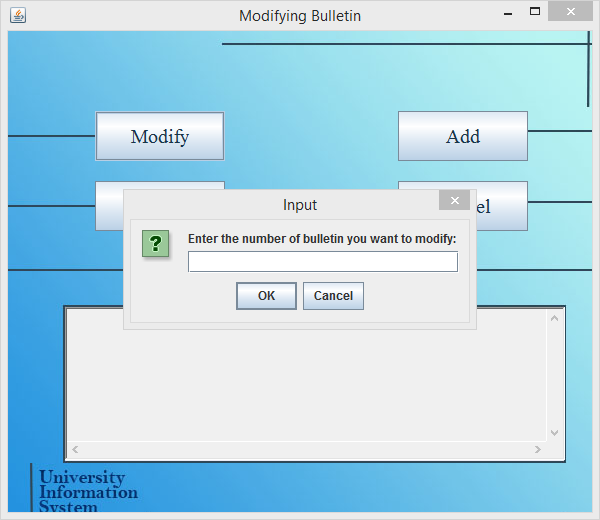 Modifying Bulletin
Modify
Add
Input
Enter the number of bulletin you want to modify:
OK
Cancel
University
Information
System